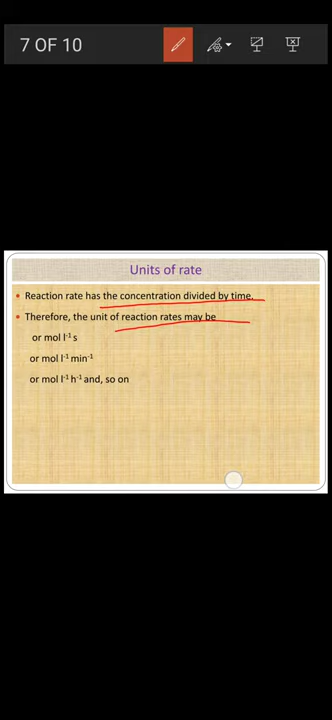 7 OF 10
Units of rate
• Reaction rate has the concentration divided by time.
• Therefore, the unit of reaction rates may be
or mol l⁻¹ s
or mol l⁻¹ min⁻¹
or mol l⁻¹ h⁻¹ and, so on